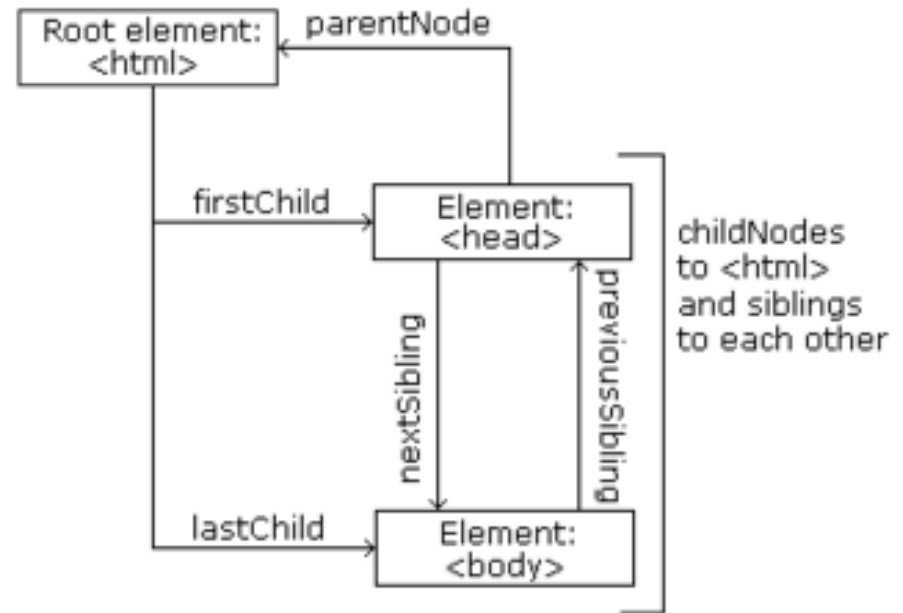 Root element:
<html>
parentNode
firstChild
Element:
<head>
childNodes
to <html>
and siblings
to each other
nextSibling
previousSibling
lastChild
Element:
<body>